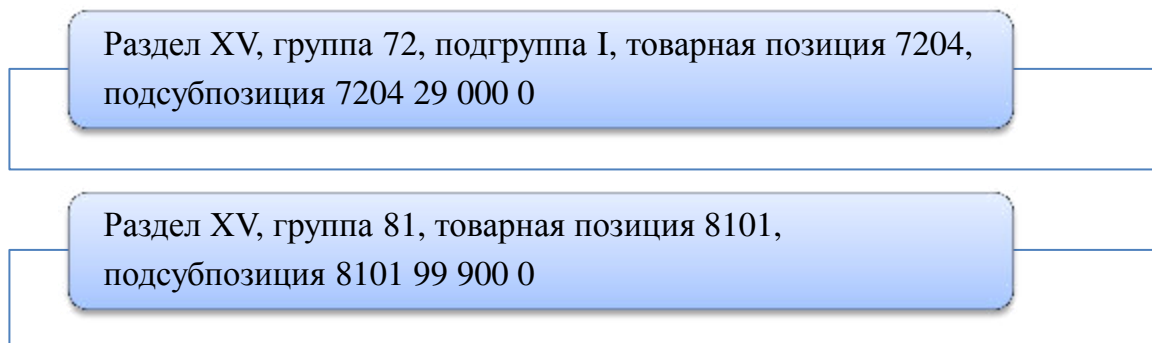 Раздел XV, группа 72, подгруппа I, товарная позиция 7204,
подсубпозиция 7204 29 000 0
Раздел XV, группа 81, товарная позиция 8101,
подсубпозиция 8101 99 900 0